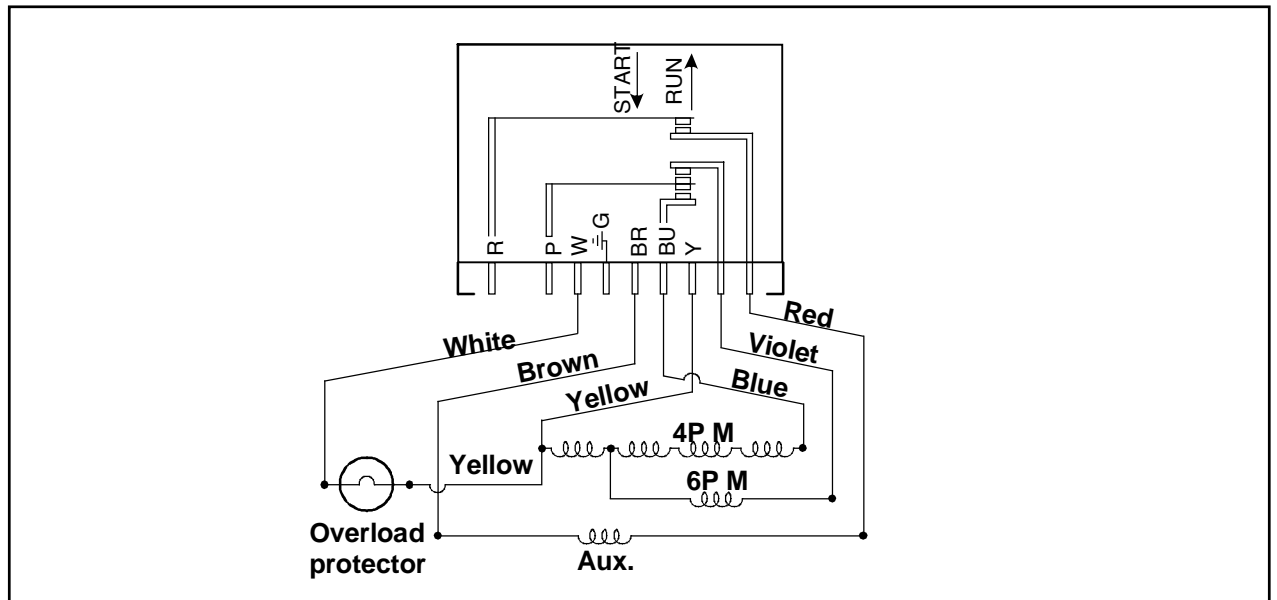 START
RUN
R
P
W
G
BR
BU
Y
Red
White
Violet
Brown
Blue
Yellow
4P M
Yellow
6P M
Overload
protector
Aux.